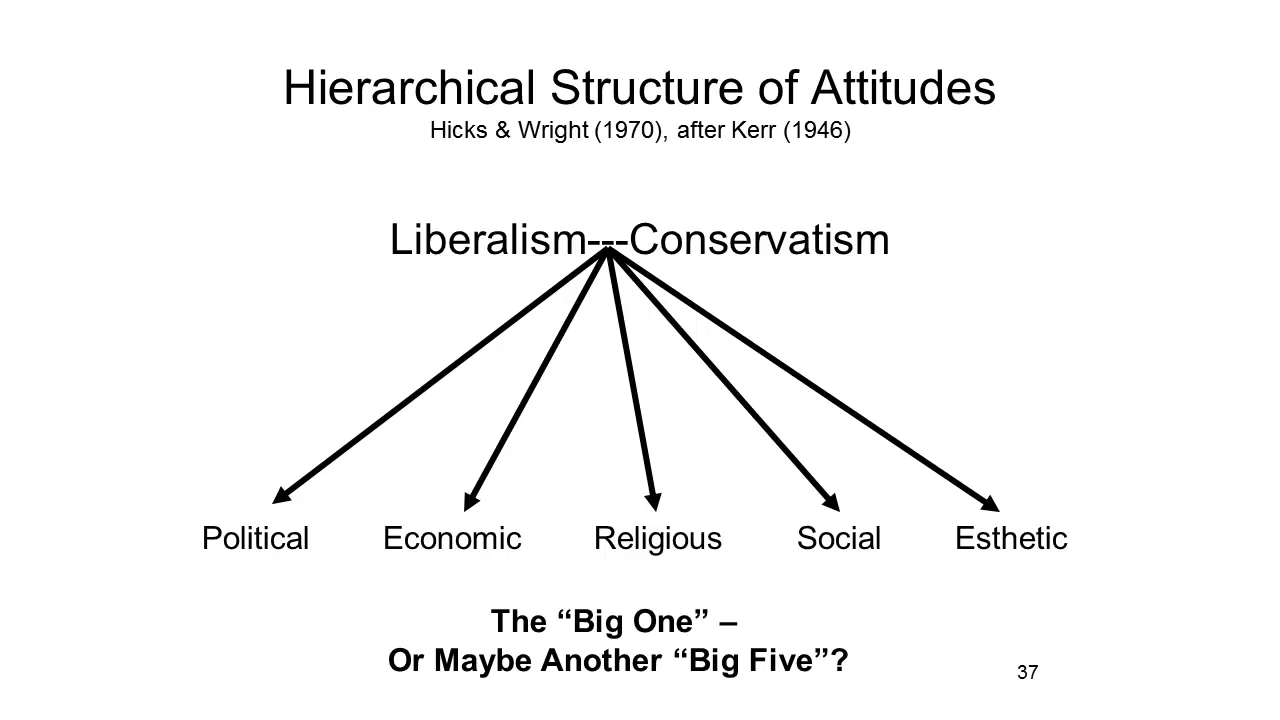 Hierarchical Structure of Attitudes
Hicks & Wright (1970), after Kerr (1946)
Liberalism---Conservatism
Political Economic Religious Social Esthetic
The “Big One” –
Or Maybe Another “Big Five”?
37